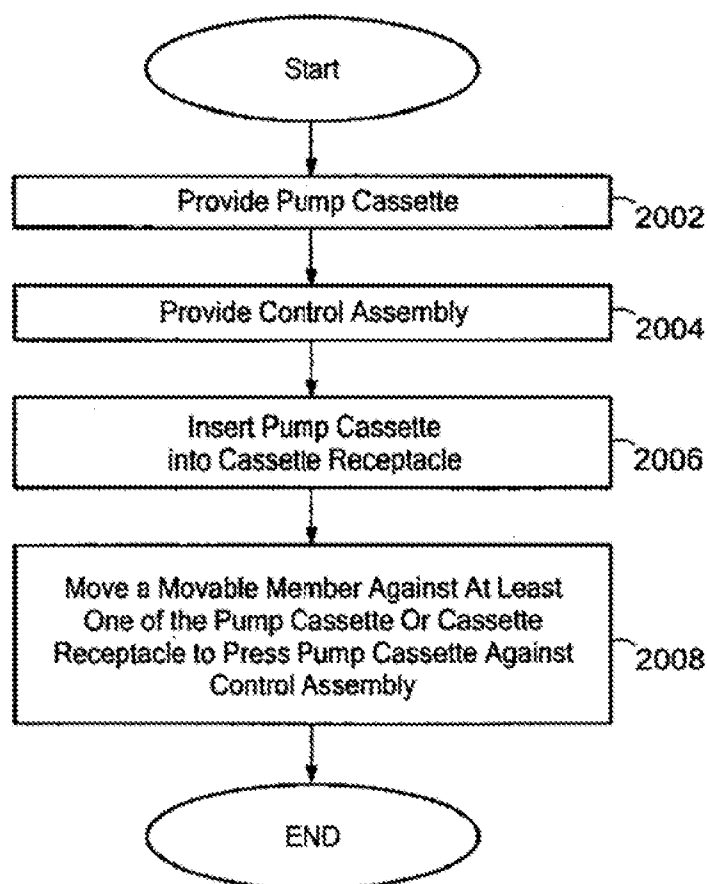 Start
Provide Pump Cassette
2002
Provide Control Assembly
2004
Insert Pump Cassette
into Cassette Receptacle
2006
Move a Movable Member Against At Least
One of the Pump Cassette Or Cassette
Receptacle to Press Pump Cassette Against
Control Assembly
2008
END